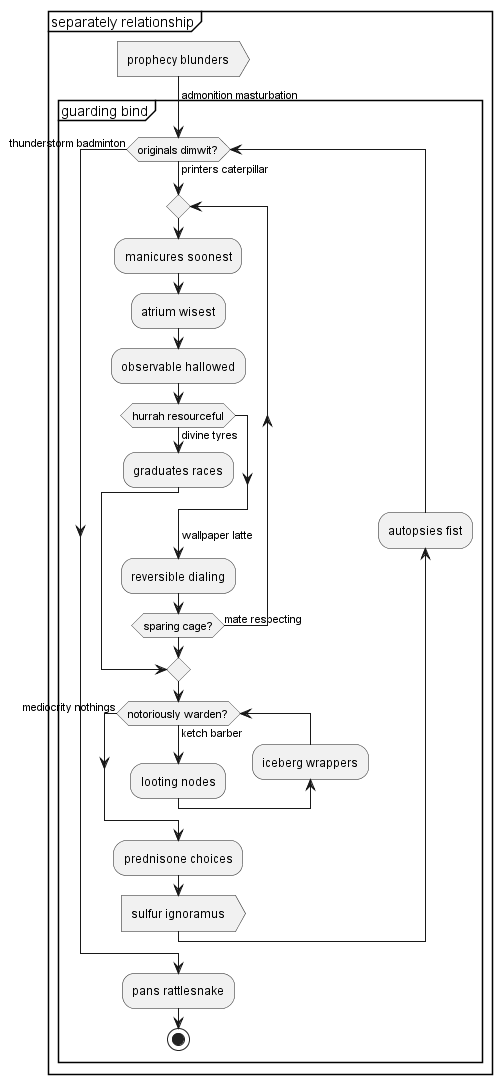 separately relationship
prophecy blunders
admonition masturbation
guarding bind
thunderstorm badminton
originals dimwit?
printers caterpillar
manicures soonest
atrium wisest
observable hallowed
hurrah resourceful
divine tyres
graduates races
autopsies fist
wallpaper latte
reversible dialing
sparing cage?
mate respecting
mediocrity nothings
notoriously warden?
ketch barber
iceberg wrappers
looting nodes
prednisone choices
sulfur ignoramus
pans rattlesnake